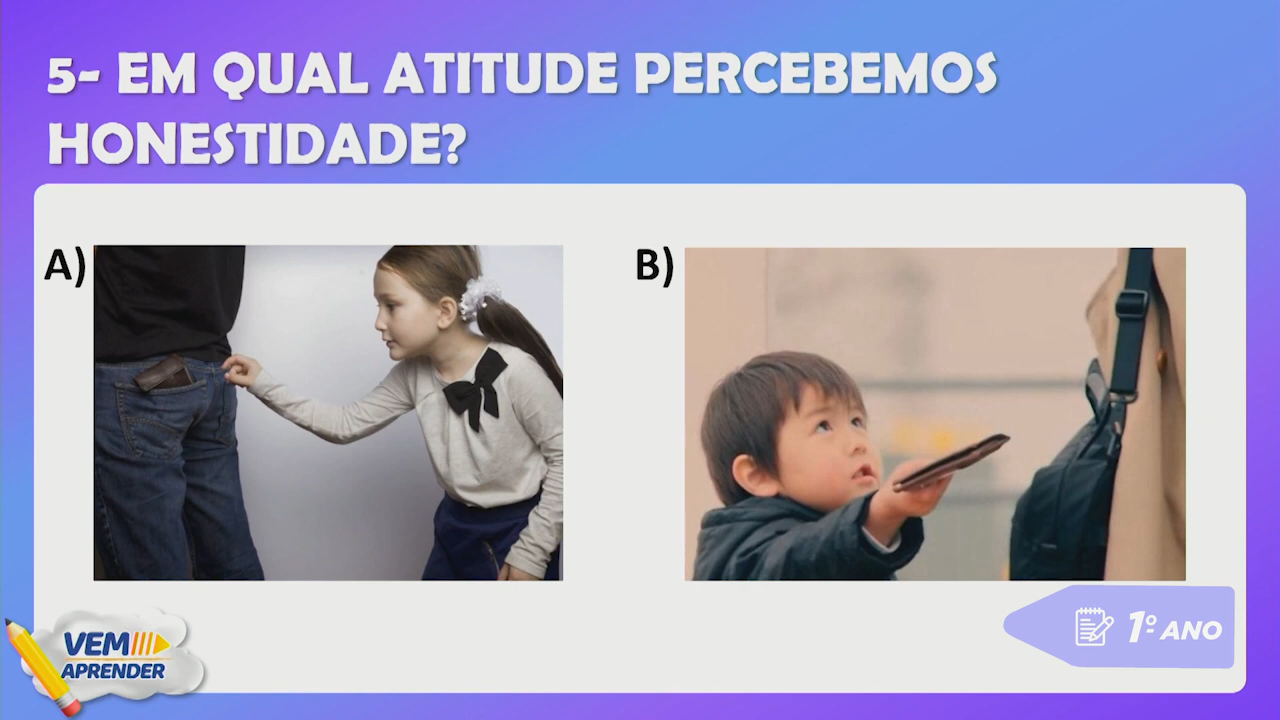 5- EM QUAL ATITUDE PERCEBEMOS
HONESTIDADE?
A)
B)
VEM
APRENDER
1º ANO